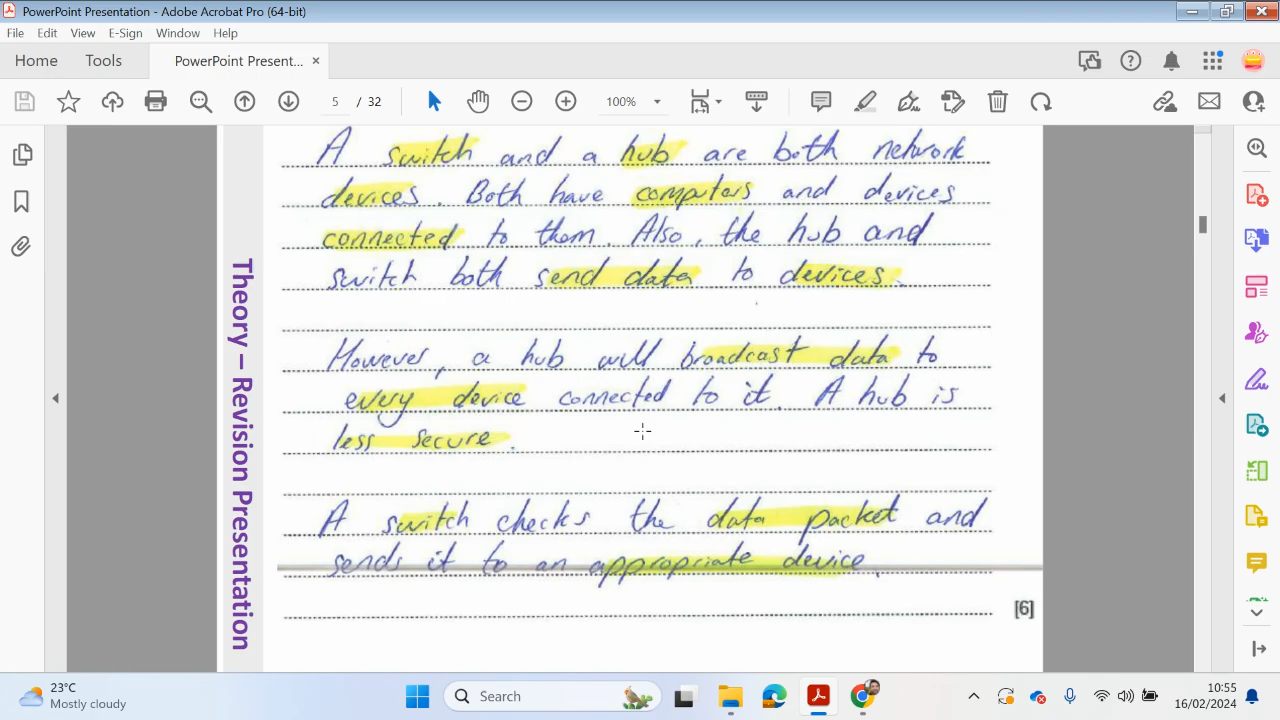 PowerPoint Presentation - Adobe Acrobat Pro (64-bit)
File Edit View E-Sign Window Help
Home Tools PowerPoint Present... ×
5 / 32 100%
A switch and a hub are both network
devices. Both have computers and devices
connected to them. Also, the hub and
switch both send data to devices.
However, a hub will broadcast data to
every device connected to it. A hub is
less secure.
A switch checks the data packet and
sends it to an appropriate device.
[6]
Theory – Revision Presentation
23°C
Mostly cloudy
Search
10:55
16/02/2024